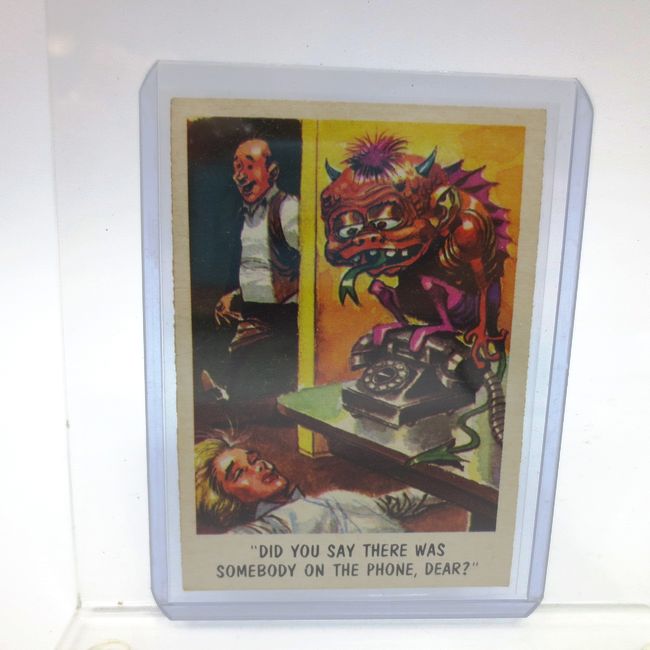 "DID YOU SAY THERE WAS
SOMEBODY ON THE PHONE, DEAR?"